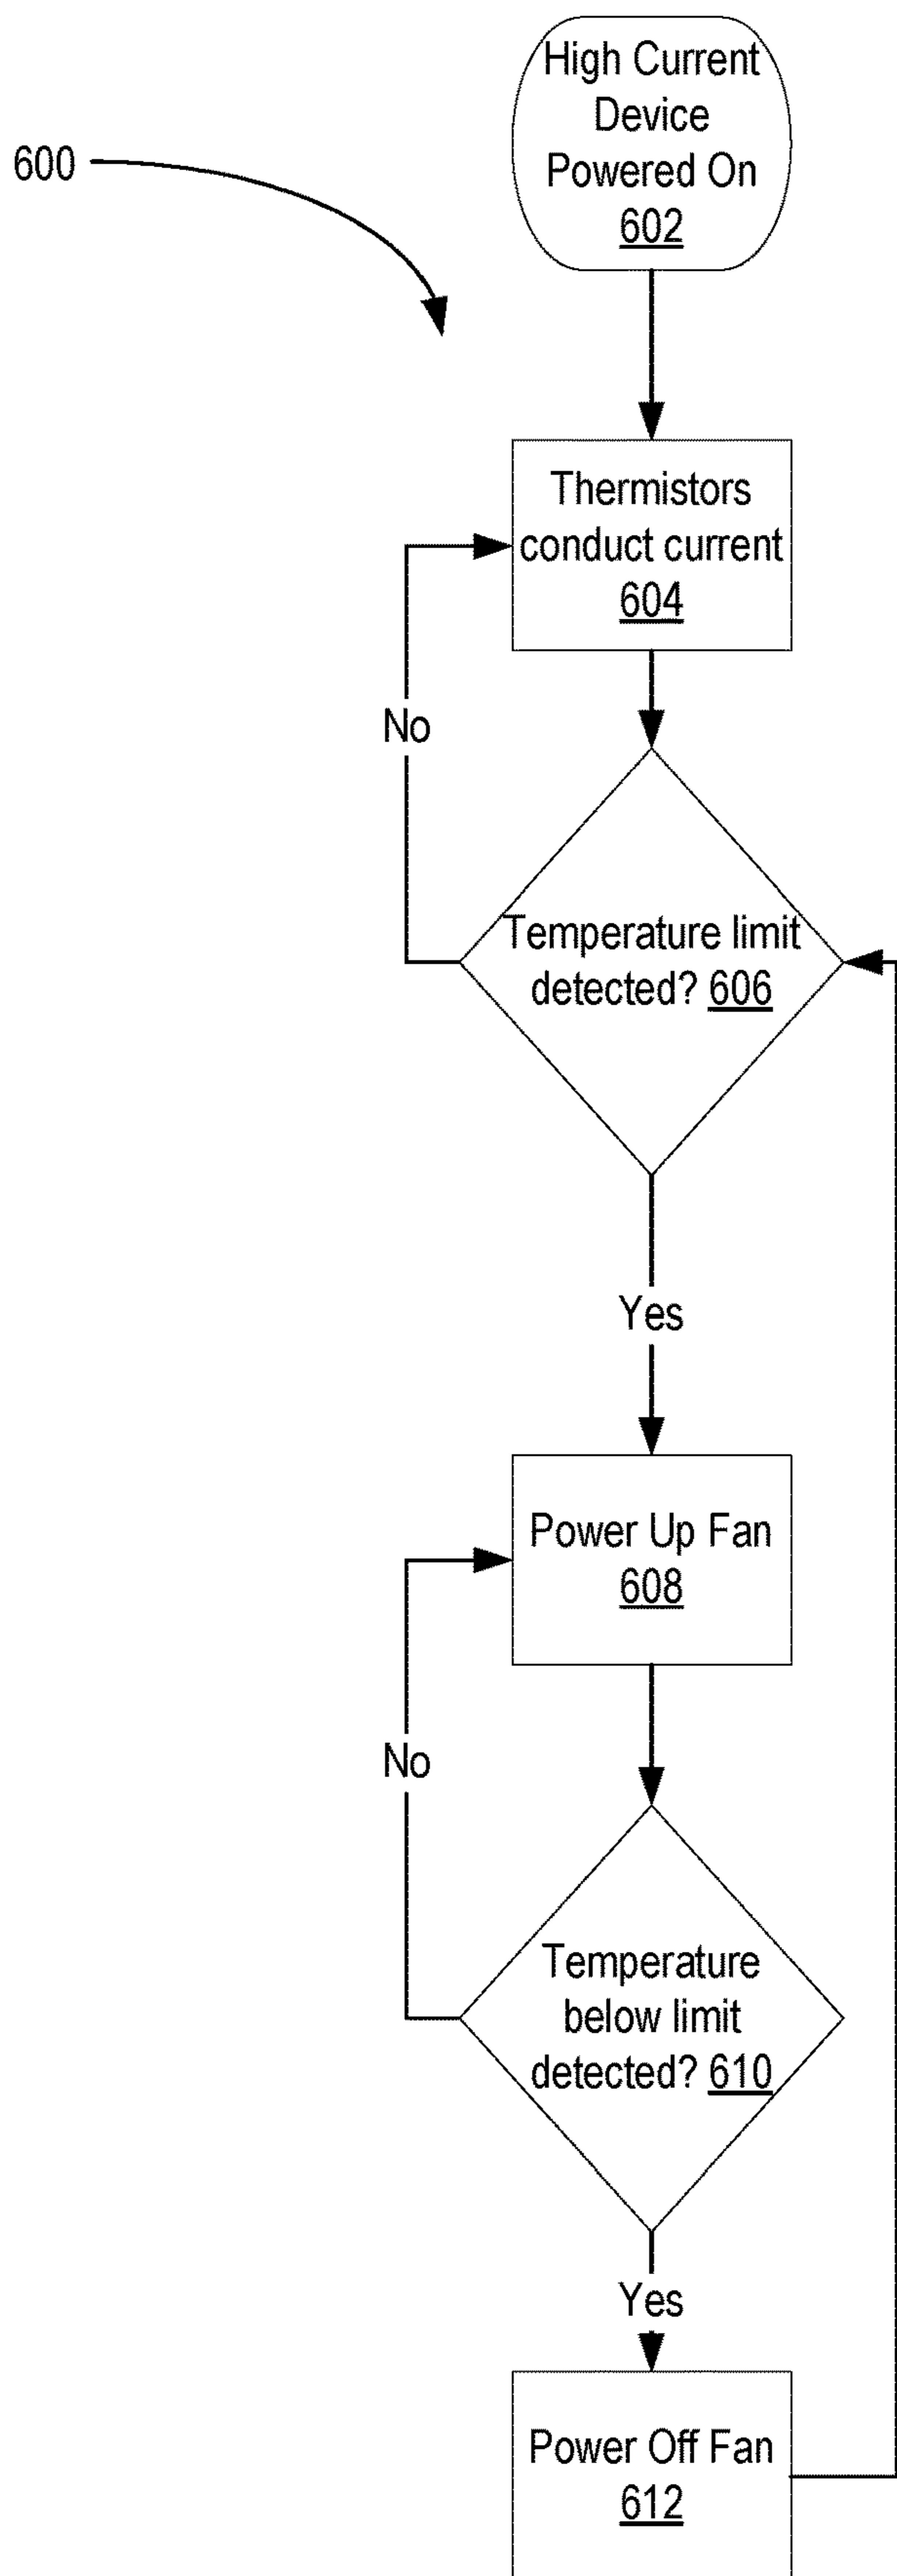 High Current
Device
Powered On
602
600
Thermistors
conduct current
604
No
Temperature limit
detected? 606
Yes
Power Up Fan
608
No
Temperature
below limit
detected? 610
Yes
Power Off Fan
612